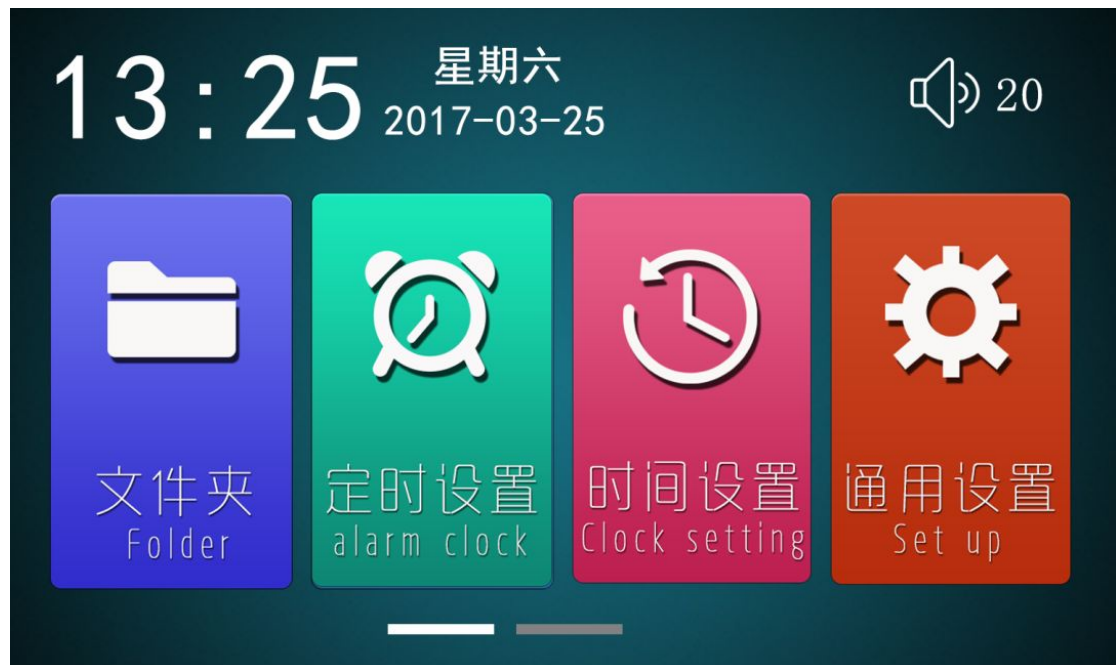 13:25
星期六
2017-03-25
20
文件夹
Folder
定时设置
alarm clock
时间设置
Clock setting
通用设置
Set up